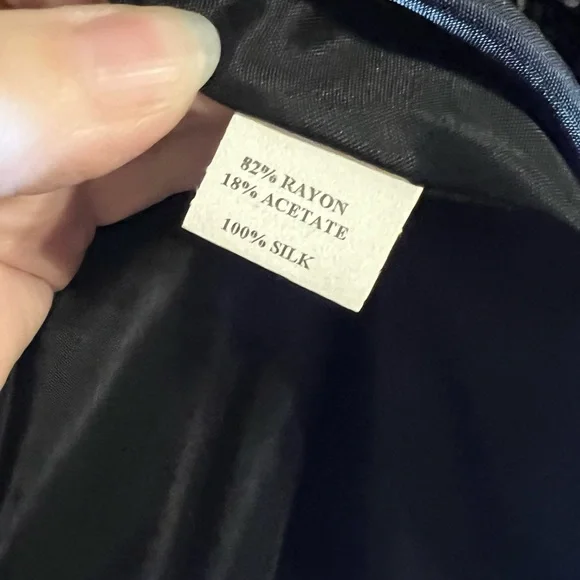 82% RAYON
18% ACETATE
100% SILK